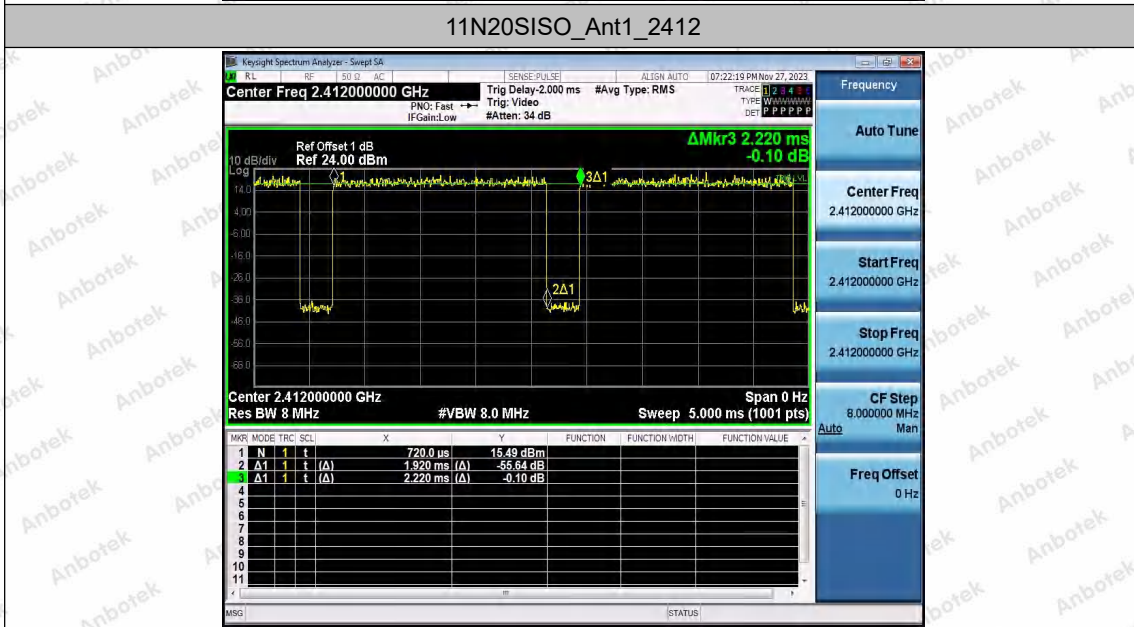 11N20SISO_Ant1_2412
Keysight Spectrum Analyzer - Swept SA
RL RF 50 Ω AC SENSE:PULSE ALIGN AUTO 07:22:19 PM Nov 27, 2023
Center Freq 2.412000000 GHz
PNO: Fast
IFGain:Low
Trig Delay-2.000 ms
Trig: Video
#Atten: 34 dB
#Avg Type: RMS
TRACE 1 2 3 4 5 6
TYPE WWWWWW
DET P P P P P P
Frequency
Auto Tune
Center Freq
2.412000000 GHz
Start Freq
2.412000000 GHz
Stop Freq
2.412000000 GHz
CF Step
8.000000 MHz
Auto Man
Freq Offset
0 Hz
ΔMkr3 2.220 ms
-0.10 dB
Ref Offset 1 dB
10 dB/div Ref 24.00 dBm
Log
14.0
4.00
-6.00
-16.0
-26.0
-36.0
-46.0
-56.0
-66.0
1
3Δ1
2Δ1
Center 2.412000000 GHz Span 0 Hz
Res BW 8 MHz #VBW 8.0 MHz Sweep 5.000 ms (1001 pts)
MKR MODE TRC SCL X Y FUNCTION FUNCTION WIDTH FUNCTION VALUE
1 N 1 t 720.0 µs 15.49 dBm
2 Δ1 1 t (Δ) 1.920 ms (Δ) -55.64 dB
3 Δ1 1 t (Δ) 2.220 ms (Δ) -0.10 dB
4
5
6
7
8
9
10
11
MSG STATUS
Anbotek